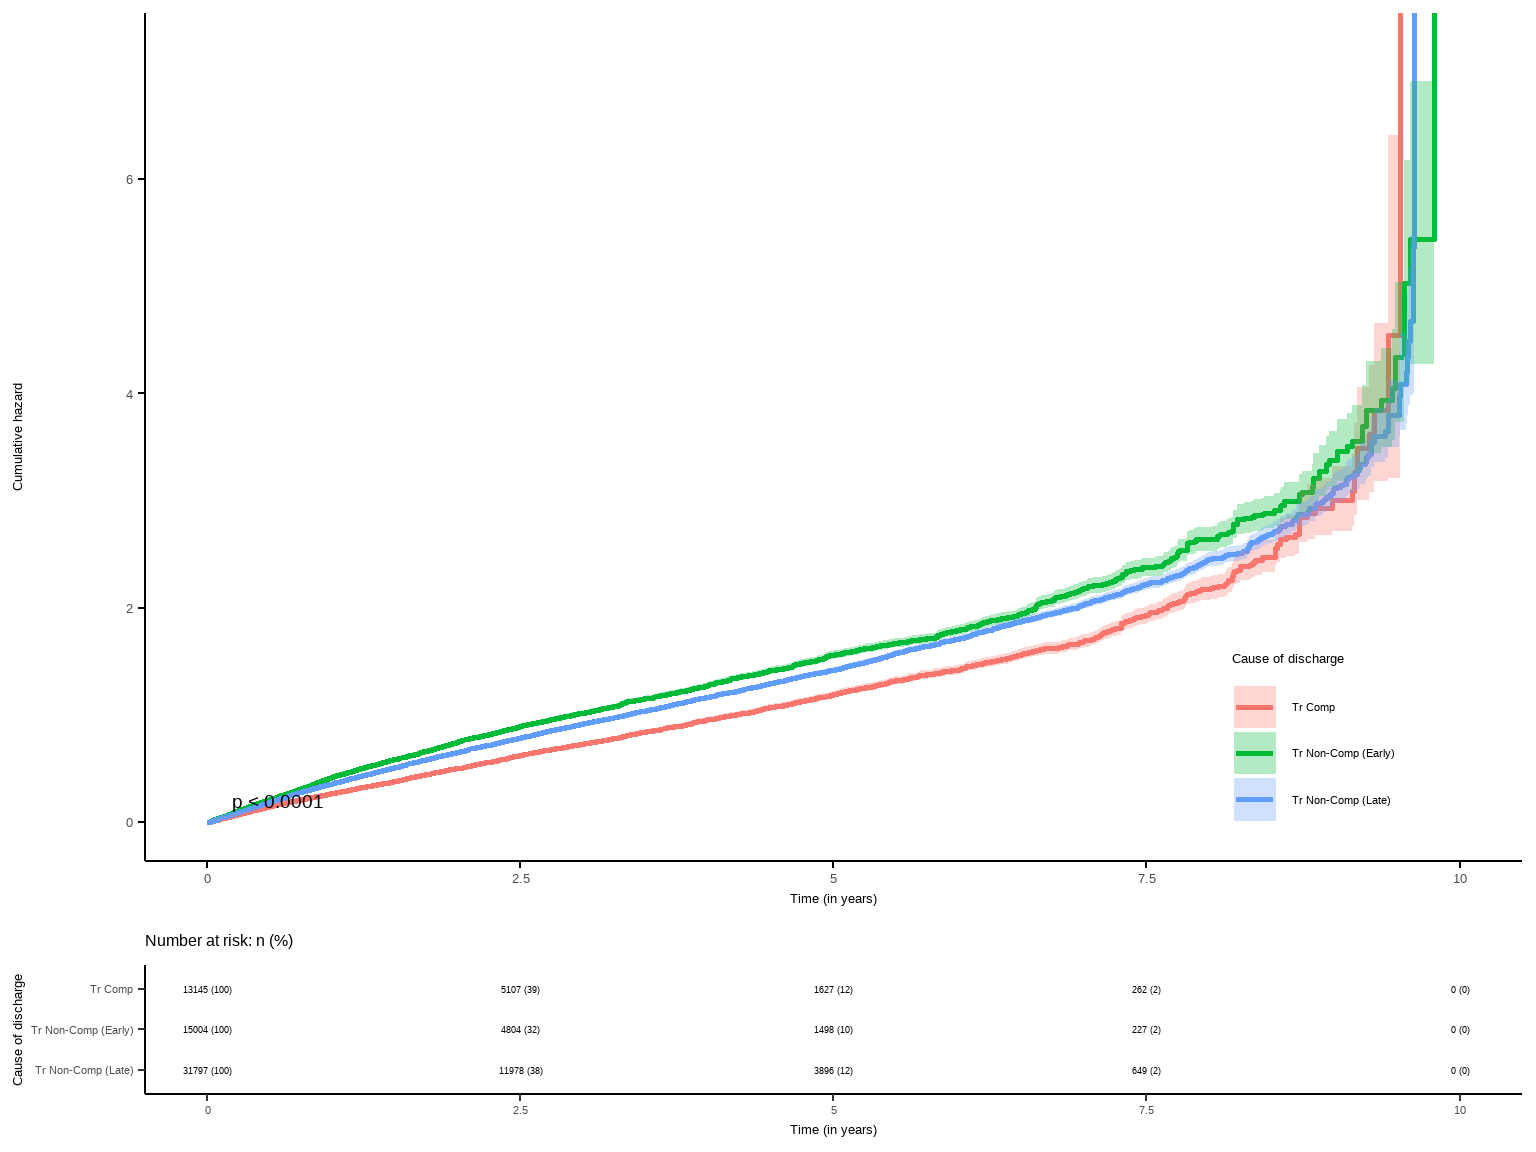 6
4
2
0
Cumulative hazard
p < 0.0001
Cause of discharge
Tr Comp
Tr Non-Comp (Early)
Tr Non-Comp (Late)
0 2.5 5 7.5 10
Time (in years)
Number at risk: n (%)
Cause of discharge
Tr Comp 13145 (100) 5107 (39) 1627 (12) 262 (2) 0 (0)
Tr Non-Comp (Early) 15004 (100) 4804 (32) 1498 (10) 227 (2) 0 (0)
Tr Non-Comp (Late) 31797 (100) 11978 (38) 3896 (12) 649 (2) 0 (0)
0 2.5 5 7.5 10
Time (in years)